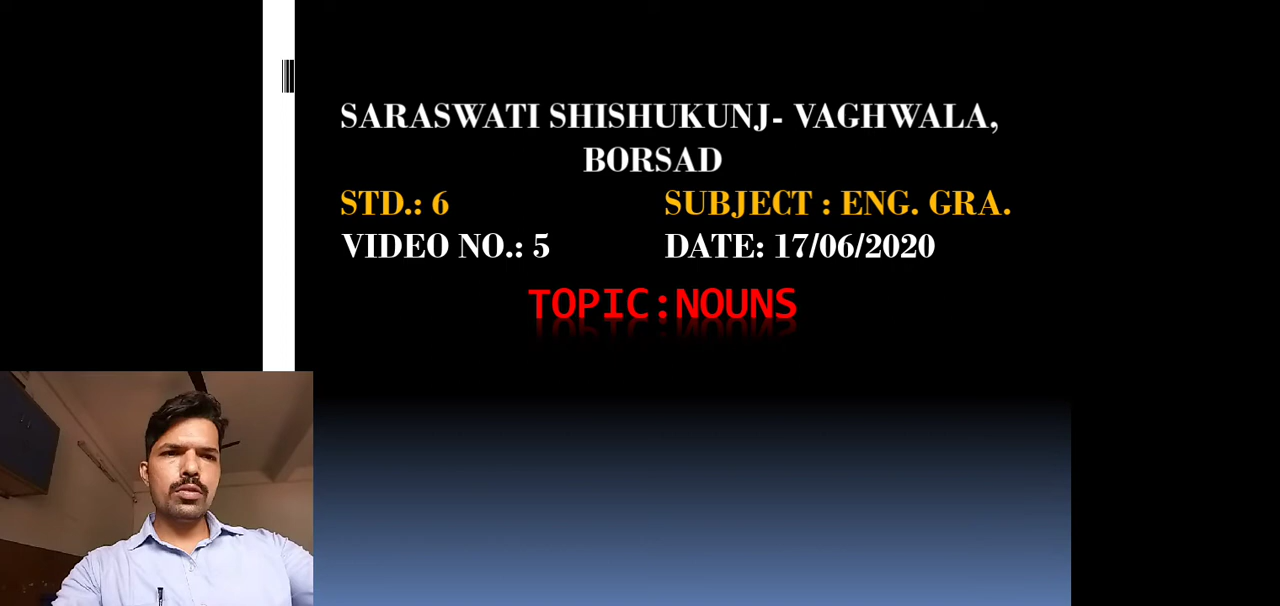 SARASWATI SHISHUKUNJ- VAGHWALA,
BORSAD
STD.: 6 SUBJECT : ENG. GRA.
VIDEO NO.: 5 DATE: 17/06/2020
TOPIC:NOUNS